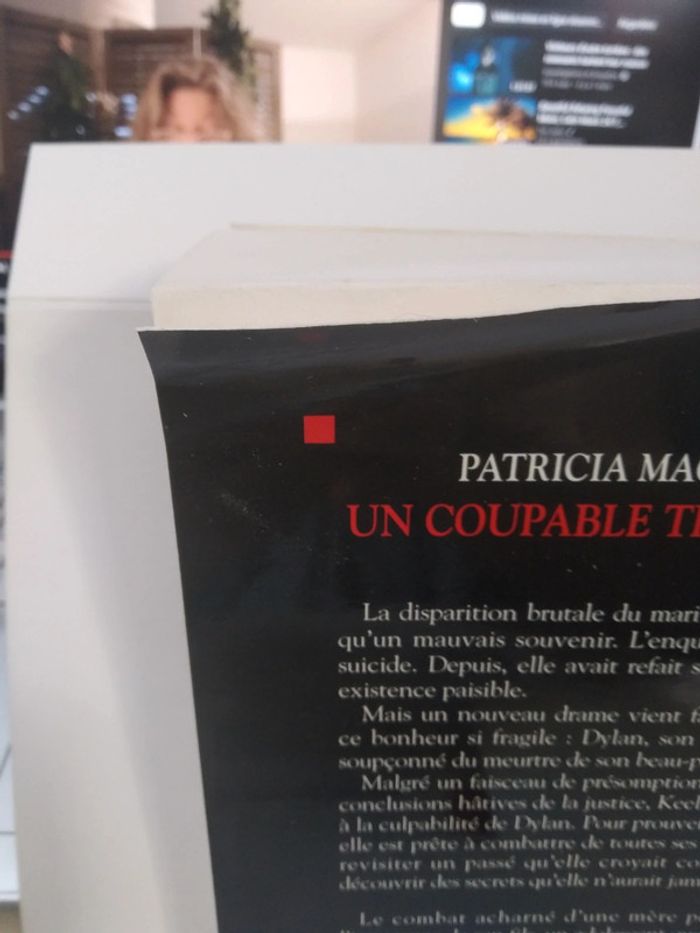 PATRICIA MAC
UN COUPABLE TR
La disparition brutale du mari
qu'un mauvais souvenir. L'enqu
suicide. Depuis, elle avait refait s
existence paisible.
Mais un nouveau drame vient f
ce bonheur si fragile : Dylan, son
soupçonné du meurtre de son beau-p
Malgré un faisceau de présomption
conclusions hâtives de la justice, Kee
à la culpabilité de Dylan. Pour prouver
elle est prête à combattre de toutes ses
revisiter un passé qu'elle croyait
découvrir des secrets qu'elle n'aurait jam
Le combat acharné d'une mère p